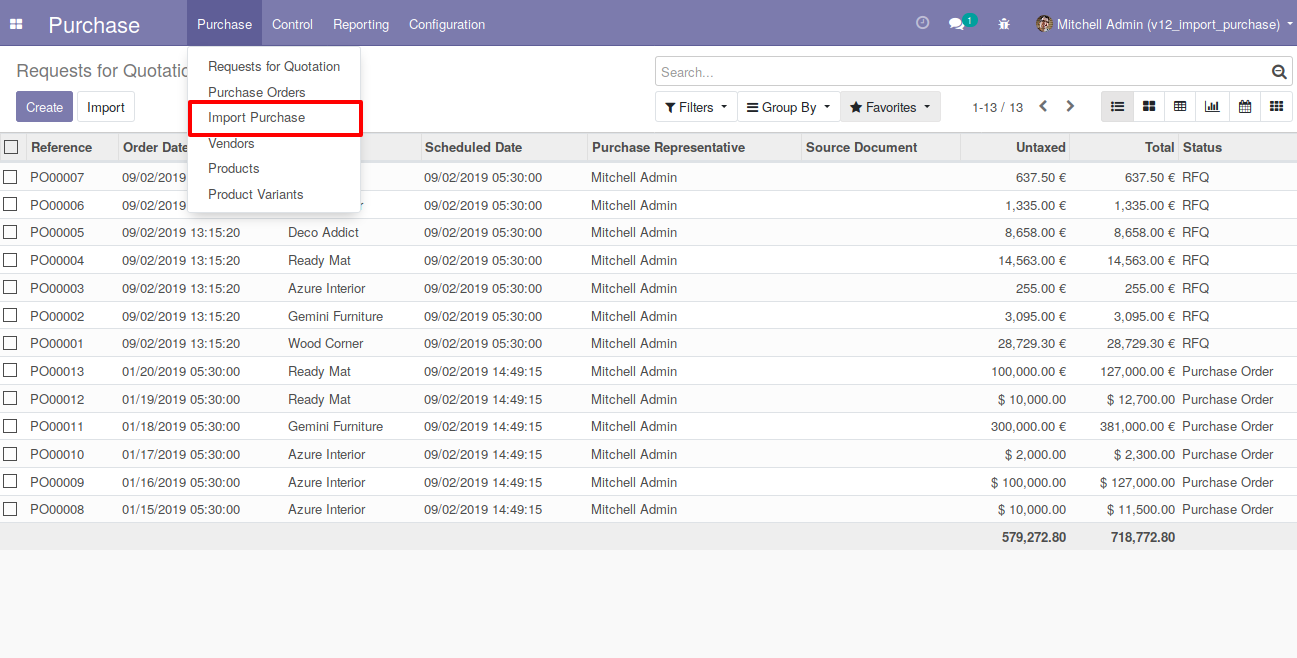 Purchase Purchase Control Reporting Configuration 1 Mitchell Admin (v12_import_purchase)
Requests for Quotation
Purchase Orders
Import Purchase
Vendors
Products
Product Variants
Requests for Quotatio
Search...
Create Import Filters Group By Favorites 1-13 / 13
Reference Order Date Scheduled Date Purchase Representative Source Document Untaxed Total Status
PO00007 09/02/2019 09/02/2019 05:30:00 Mitchell Admin 637.50 € 637.50 € RFQ
PO00006 09/02/2019 09/02/2019 05:30:00 Mitchell Admin 1,335.00 € 1,335.00 € RFQ
PO00005 09/02/2019 13:15:20 Deco Addict 09/02/2019 05:30:00 Mitchell Admin 8,658.00 € 8,658.00 € RFQ
PO00004 09/02/2019 13:15:20 Ready Mat 09/02/2019 05:30:00 Mitchell Admin 14,563.00 € 14,563.00 € RFQ
PO00003 09/02/2019 13:15:20 Azure Interior 09/02/2019 05:30:00 Mitchell Admin 255.00 € 255.00 € RFQ
PO00002 09/02/2019 13:15:20 Gemini Furniture 09/02/2019 05:30:00 Mitchell Admin 3,095.00 € 3,095.00 € RFQ
PO00001 09/02/2019 13:15:20 Wood Corner 09/02/2019 05:30:00 Mitchell Admin 28,729.30 € 28,729.30 € RFQ
PO00013 01/20/2019 05:30:00 Ready Mat 09/02/2019 14:49:15 Mitchell Admin 100,000.00 € 127,000.00 € Purchase Order
PO00012 01/19/2019 05:30:00 Ready Mat 09/02/2019 14:49:15 Mitchell Admin $ 10,000.00 $ 12,700.00 Purchase Order
PO00011 01/18/2019 05:30:00 Gemini Furniture 09/02/2019 14:49:15 Mitchell Admin 300,000.00 € 381,000.00 € Purchase Order
PO00010 01/17/2019 05:30:00 Azure Interior 09/02/2019 14:49:15 Mitchell Admin $ 2,000.00 $ 2,300.00 Purchase Order
PO00009 01/16/2019 05:30:00 Azure Interior 09/02/2019 14:49:15 Mitchell Admin $ 100,000.00 $ 127,000.00 Purchase Order
PO00008 01/15/2019 05:30:00 Azure Interior 09/02/2019 14:49:15 Mitchell Admin $ 10,000.00 $ 11,500.00 Purchase Order
579,272.80 718,772.80